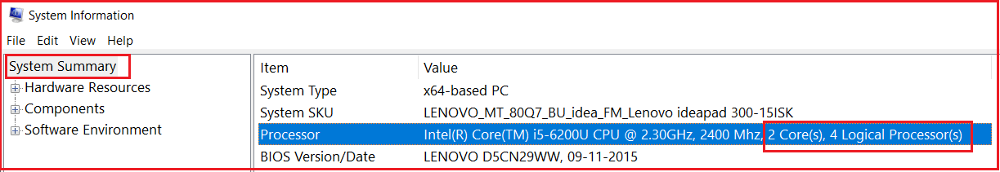 System Information
File Edit View Help
System Summary
Hardware Resources
Components
Software Environment
Item Value
System Type x64-based PC
System SKU LENOVO_MT_80Q7_BU_idea_FM_Lenovo ideapad 300-15ISK
Processor Intel(R) Core(TM) i5-6200U CPU @ 2.30GHz, 2400 Mhz, 2 Core(s), 4 Logical Processor(s)
BIOS Version/Date LENOVO D5CN29WW, 09-11-2015